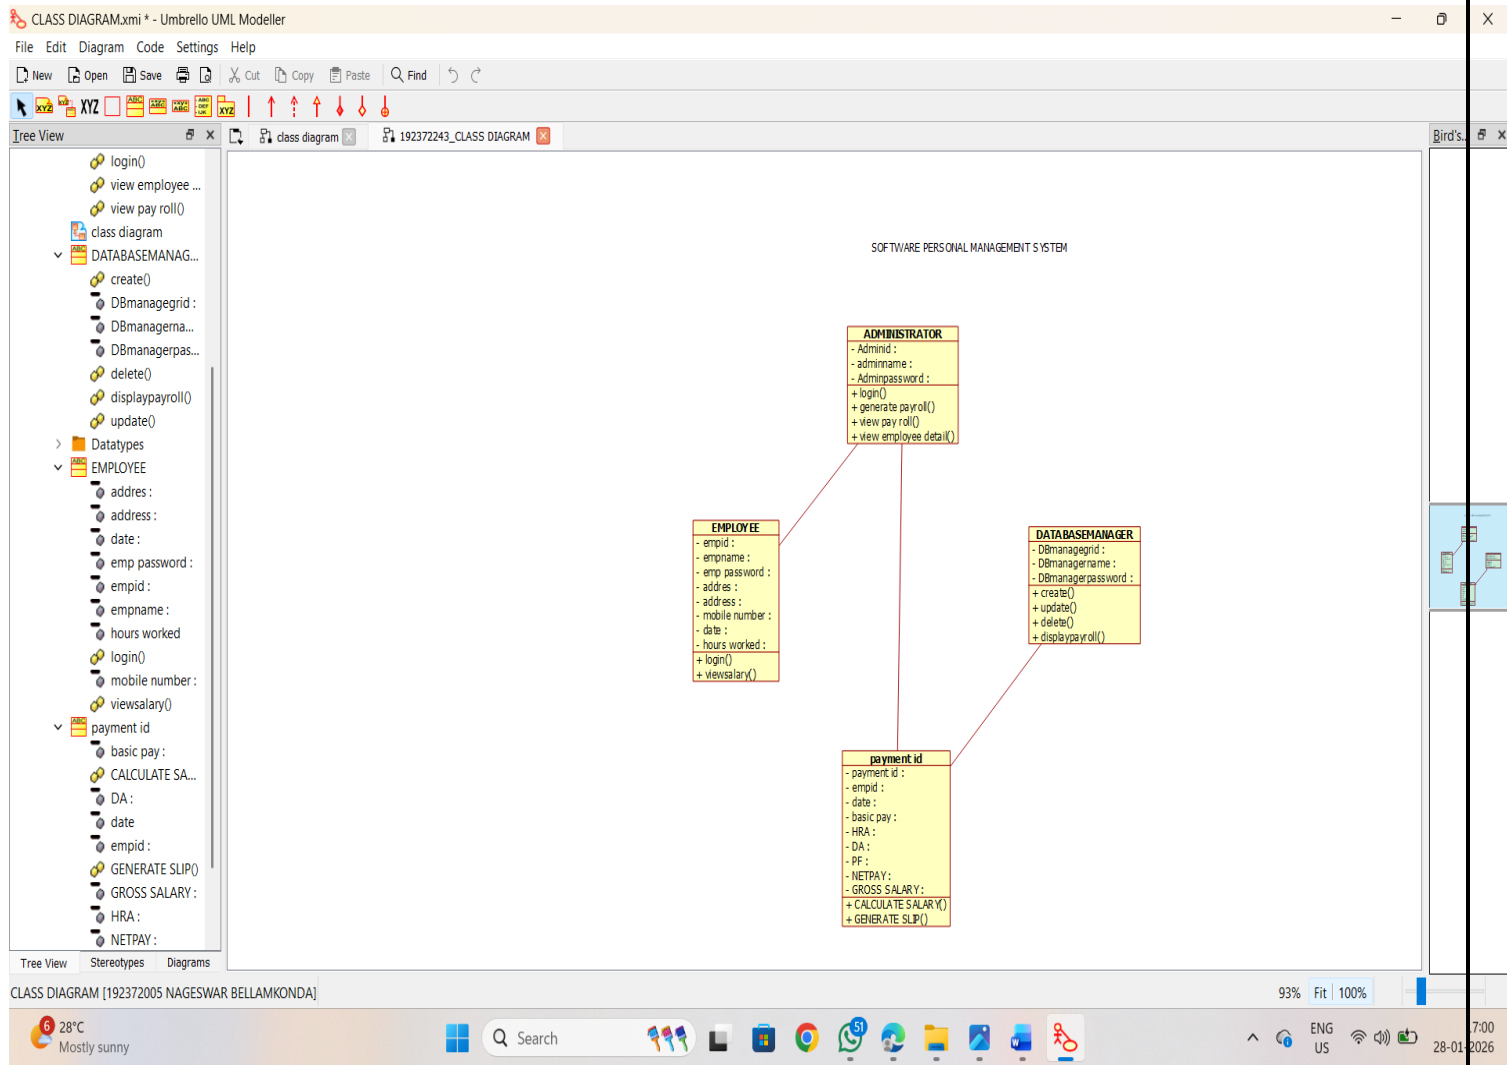 CLASS DIAGRAM.xmi * - Umbrello UML Modeller
File Edit Diagram Code Settings Help
New Open Save Cut Copy Paste Find
XYZ XYZ
Tree View
class diagram
192372243_CLASS DIAGRAM
Bird's...
login()
view employee ...
view pay roll()
class diagram
DATABASEMANAG...
create()
DBmanagegrid :
DBmanagerna...
DBmanagerpas...
delete()
displaypayroll()
update()
Datatypes
EMPLOYEE
addres :
address :
date :
emp password :
empid :
empname :
hours worked
login()
mobile number :
viewsalary()
payment id
basic pay :
CALCULATE SA...
DA :
date
empid :
GENERATE SLIP()
GROSS SALARY :
HRA :
NETPAY :
Tree View Stereotypes Diagrams
SOFTWARE PERSONAL MANAGEMENT SYSTEM
ADMINISTRATOR
- Adminid :
- adminname :
- Adminpassword :
+ login()
+ generate payroll()
+ view pay roll()
+ view employee detail()
EMPLOYEE
- empid :
- empname :
- emp password :
- addres :
- address :
- mobile number :
- date :
- hours worked :
+ login()
+ viewsalary()
DATABASEMANAGER
- DBmanagegrid :
- DBmanagername :
- DBmanagerpassword :
+ create()
+ update()
+ delete()
+ displaypayroll()
payment id
- payment id :
- empid :
- date :
- basic pay :
- HRA :
- DA :
- PF :
- NETPAY :
- GROSS SALARY :
+ CALCULATE SALARY()
+ GENERATE SLIP()
CLASS DIAGRAM [192372005 NAGESWAR BELLAMKONDA]
93% Fit 100%
6
28°C
Mostly sunny
Search
51
ENG
US
7:00
28-01-2026